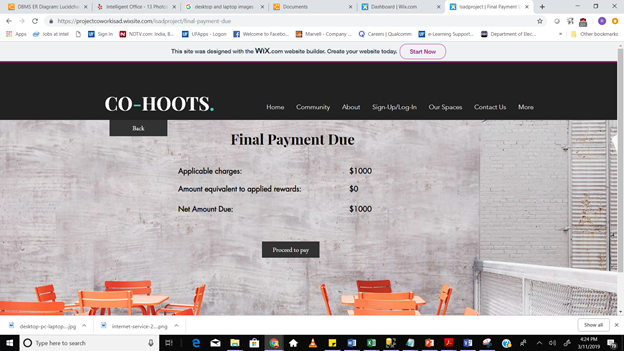 DBMS ER Diagram: Lucidcha
Intelligent Office - 13 Photos
desktop and laptop images
Documents
Dashboard | Wix.com
Isadproject | Final Payment
https://projectcoworkisad.wixsite.com/isadproject/final-payment-due
Apps
Jobs at Intel
Sign In
NDTV.com: India, B...
UFApps - Logon
Welcome to Facebo...
Marvell - Company ...
Careers | Qualcomm
e-Learning Support...
Department of Elec...
»
Other bookmarks
This site was designed with the WiX.com website builder. Create your website today.
Start Now
CO-HOOTS.
Home Community About Sign-Up/Log-In Our Spaces Contact Us More
Back
Final Payment Due
Applicable charges: $1000
Amount equivalent to applied rewards: $0
Net Amount Due: $1000
Proceed to pay
desktop-pc-laptop....jpg
internet-service-2....png
Show all
Type here to search
4:24 PM
3/11/2019